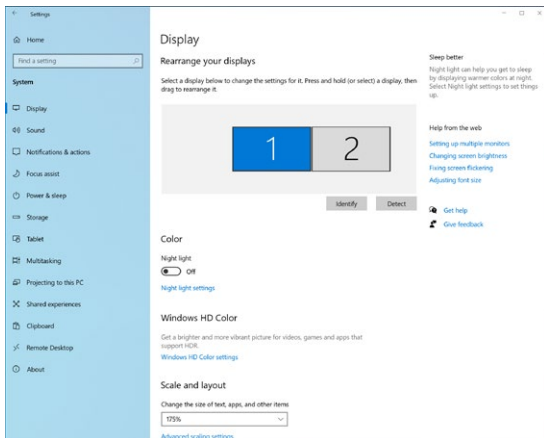 Settings
Home
Find a setting
System
Display
Sound
Notifications & actions
Focus assist
Power & sleep
Storage
Tablet
Multitasking
Projecting to this PC
Shared experiences
Clipboard
Remote Desktop
About
Display
Rearrange your displays
Select a display below to change the settings for it. Press and hold (or select) a display, then
drag to rearrange it.
1
2
Identify
Detect
Color
Night light
Off
Night light settings
Windows HD Color
Get a brighter and more vibrant picture for videos, games and apps that
support HDR.
Windows HD Color settings
Scale and layout
Change the size of text, apps, and other items
175%
Advanced scaling settings
Sleep better
Night light can help you get to sleep
by displaying warmer colors at night.
Select Night light settings to set things
up.
Help from the web
Setting up multiple monitors
Changing screen brightness
Fixing screen flickering
Adjusting font size
Get help
Give feedback